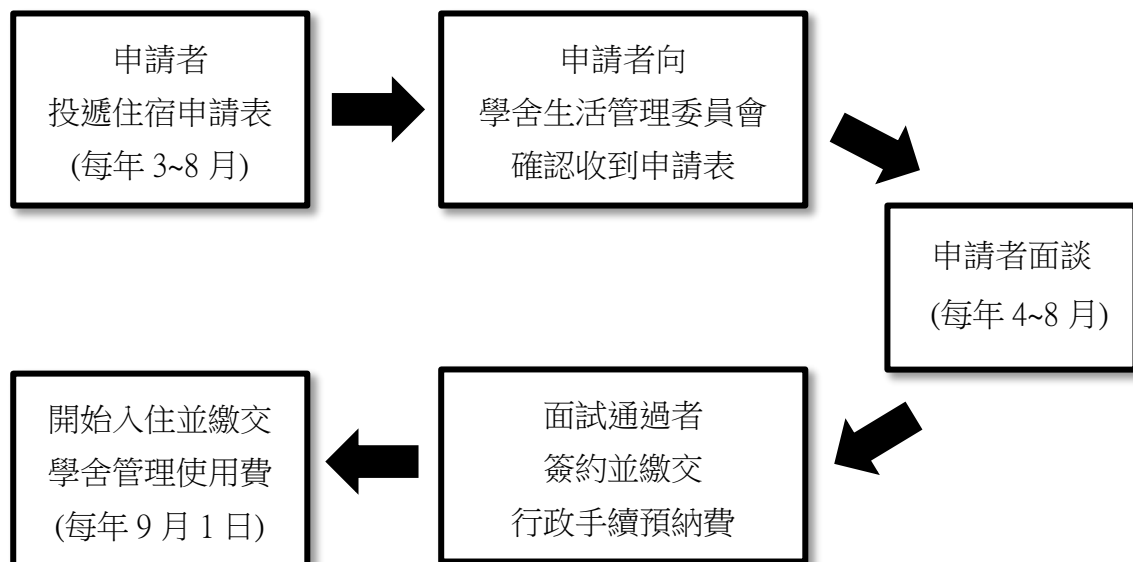 申請者
投遞住宿申請表
(每年 3~8 月)
申請者向
學舍生活管理委員會
確認收到申請表
申請者面談
(每年 4~8 月)
面試通過者
簽約並繳交
行政手續預納費
開始入住並繳交
學舍管理使用費
(每年 9 月 1 日)